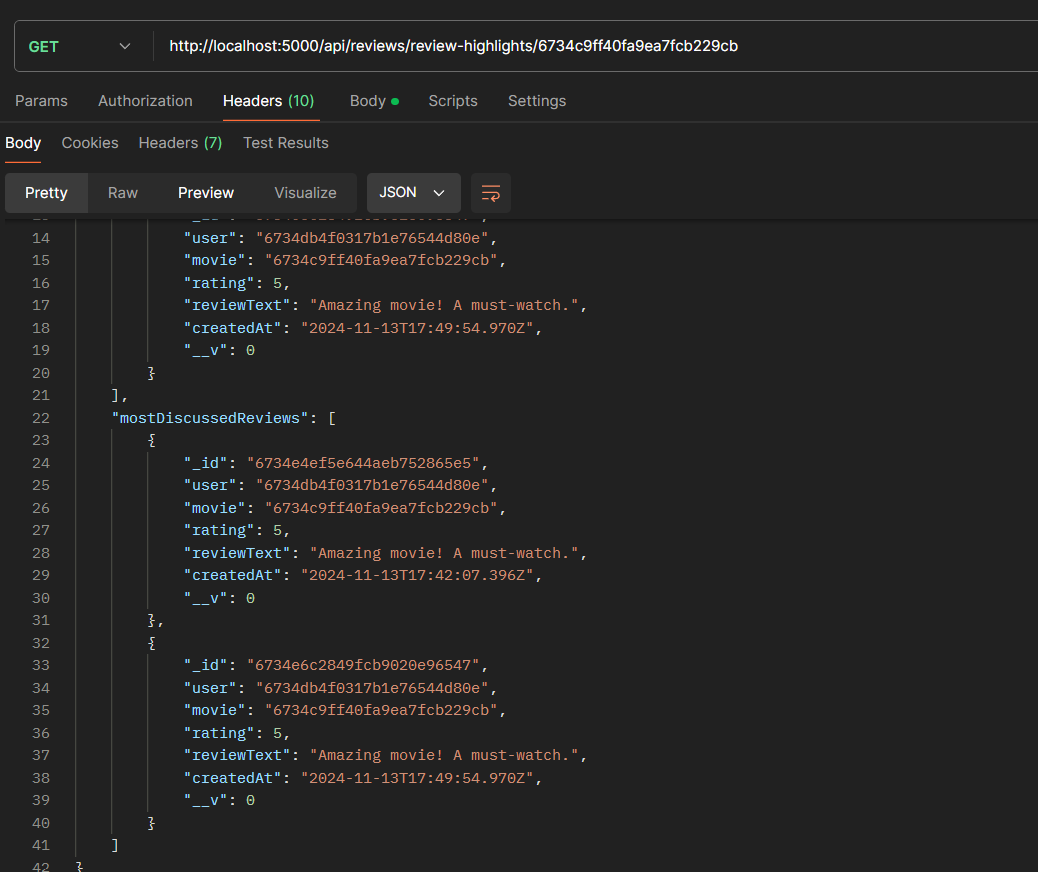 GET http://localhost:5000/api/reviews/review-highlights/6734c9ff40fa9ea7fcb229cb
Params Authorization Headers (10) Body Scripts Settings
Body Cookies Headers (7) Test Results
Pretty Raw Preview Visualize JSON
14 "user": "6734db4f0317b1e76544d80e",
15 "movie": "6734c9ff40fa9ea7fcb229cb",
16 "rating": 5,
17 "reviewText": "Amazing movie! A must-watch.",
18 "createdAt": "2024-11-13T17:49:54.970Z",
19 "__v": 0
20 }
21 ],
22 "mostDiscussedReviews": [
23 {
24 "_id": "6734e4ef5e644aeb752865e5",
25 "user": "6734db4f0317b1e76544d80e",
26 "movie": "6734c9ff40fa9ea7fcb229cb",
27 "rating": 5,
28 "reviewText": "Amazing movie! A must-watch.",
29 "createdAt": "2024-11-13T17:42:07.396Z",
30 "__v": 0
31 },
32 {
33 "_id": "6734e6c2849fcb9020e96547",
34 "user": "6734db4f0317b1e76544d80e",
35 "movie": "6734c9ff40fa9ea7fcb229cb",
36 "rating": 5,
37 "reviewText": "Amazing movie! A must-watch.",
38 "createdAt": "2024-11-13T17:49:54.970Z",
39 "__v": 0
40 }
41 ]
42 }